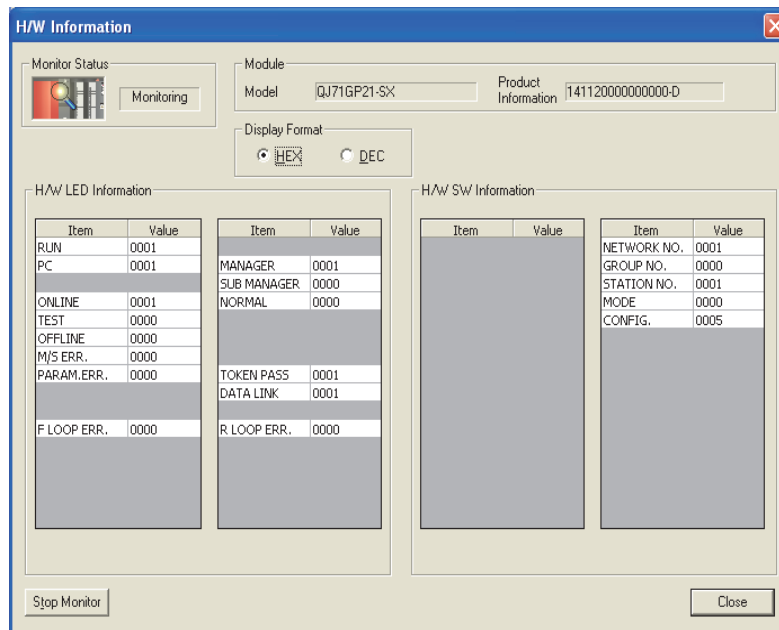 H/W Information
Monitor Status
Monitoring
Module
Model QJ71GP21-SX Product Information 141120000000000-D
Display Format
HEX DEC
H/W LED Information
Item Value
RUN 0001
PC 0001
ONLINE 0001
TEST 0000
OFFLINE 0000
M/S ERR. 0000
PARAM.ERR. 0000
F LOOP ERR. 0000
Item Value
MANAGER 0001
SUB MANAGER 0000
NORMAL 0000
TOKEN PASS 0001
DATA LINK 0001
R LOOP ERR. 0000
H/W SW Information
Item Value
Item Value
NETWORK NO. 0001
GROUP NO. 0000
STATION NO. 0001
MODE 0000
CONFIG. 0005
Stop Monitor
Close